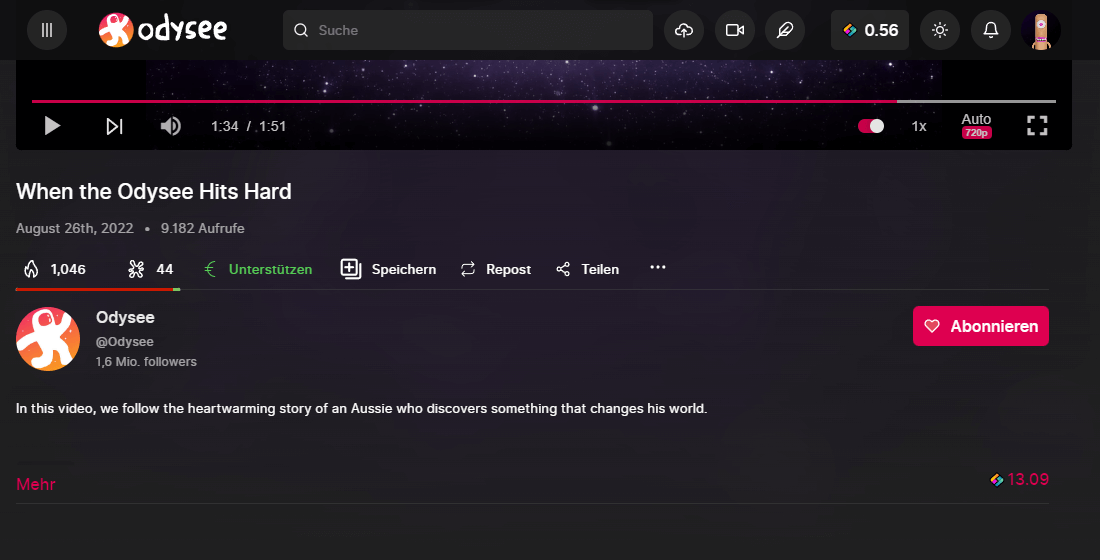 odysee
Suche
0.56
1:34 / 1:51
1x
Auto
720p
When the Odysee Hits Hard
August 26th, 2022 • 9.182 Aufrufe
1,046
44
€ Unterstützen
Speichern
Repost
Teilen
Odysee
@Odysee
1,6 Mio. followers
Abonnieren
In this video, we follow the heartwarming story of an Aussie who discovers something that changes his world.
Mehr
13.09